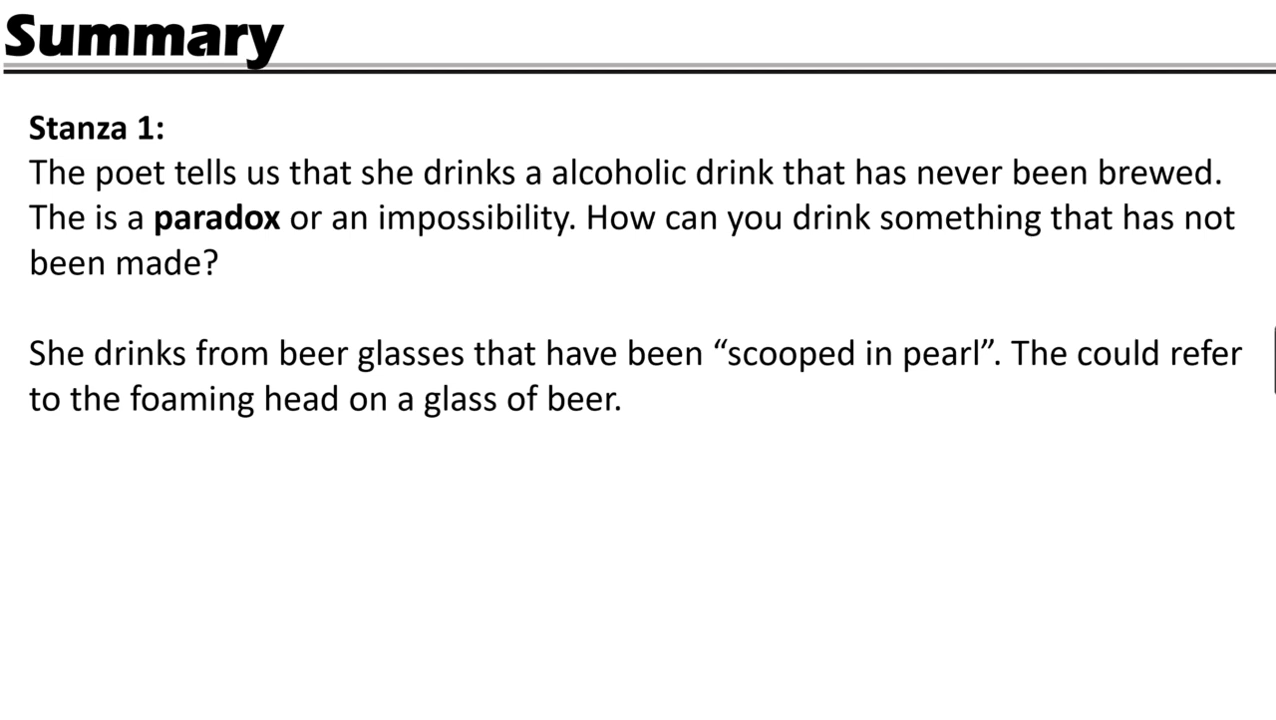 Summary
Stanza 1:
The poet tells us that she drinks a alcoholic drink that has never been brewed.
The is a paradox or an impossibility. How can you drink something that has not
been made?
She drinks from beer glasses that have been “scooped in pearl”. The could refer
to the foaming head on a glass of beer.